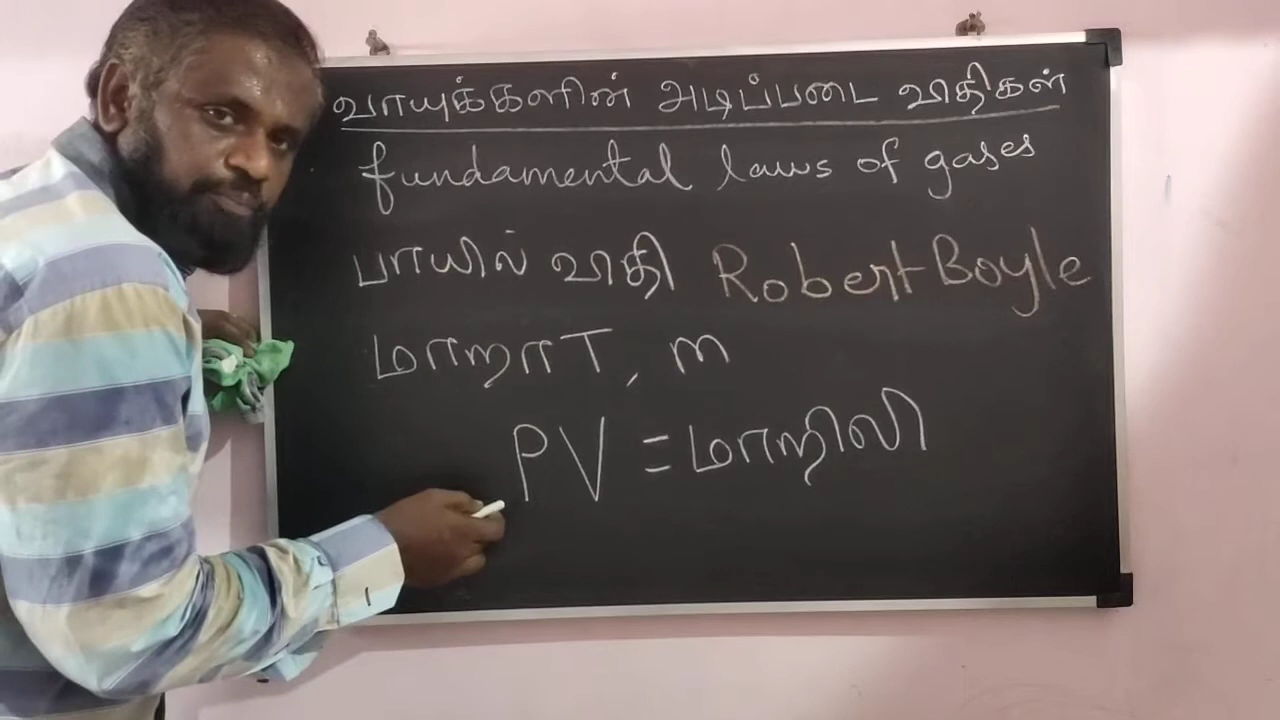 வாயுக்களின் அடிப்படை விதிகள்
fundamental laws of gases
பாயில் விதி Robert Boyle
மாறா T, m
PV = மாறிலி